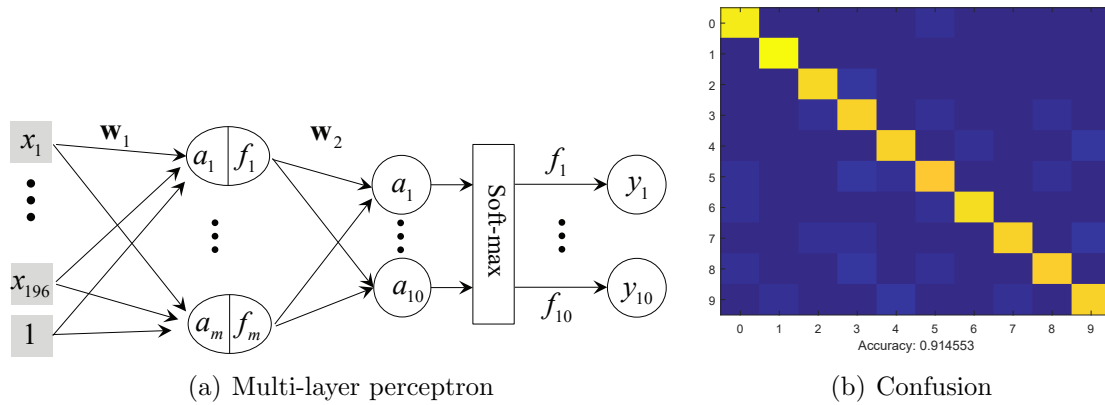 x1
x196
1
w1
a1 f1
am fm
w2
a1
a10
Soft-max
f1
f10
y1
y10
(a) Multi-layer perceptron
0
1
2
3
4
5
6
7
8
9
0 1 2 3 4 5 6 7 8 9
Accuracy: 0.914553
(b) Confusion